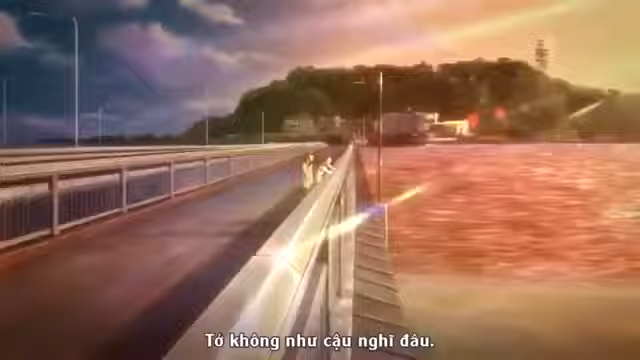 Tớ không như cậu nghĩ đâu.